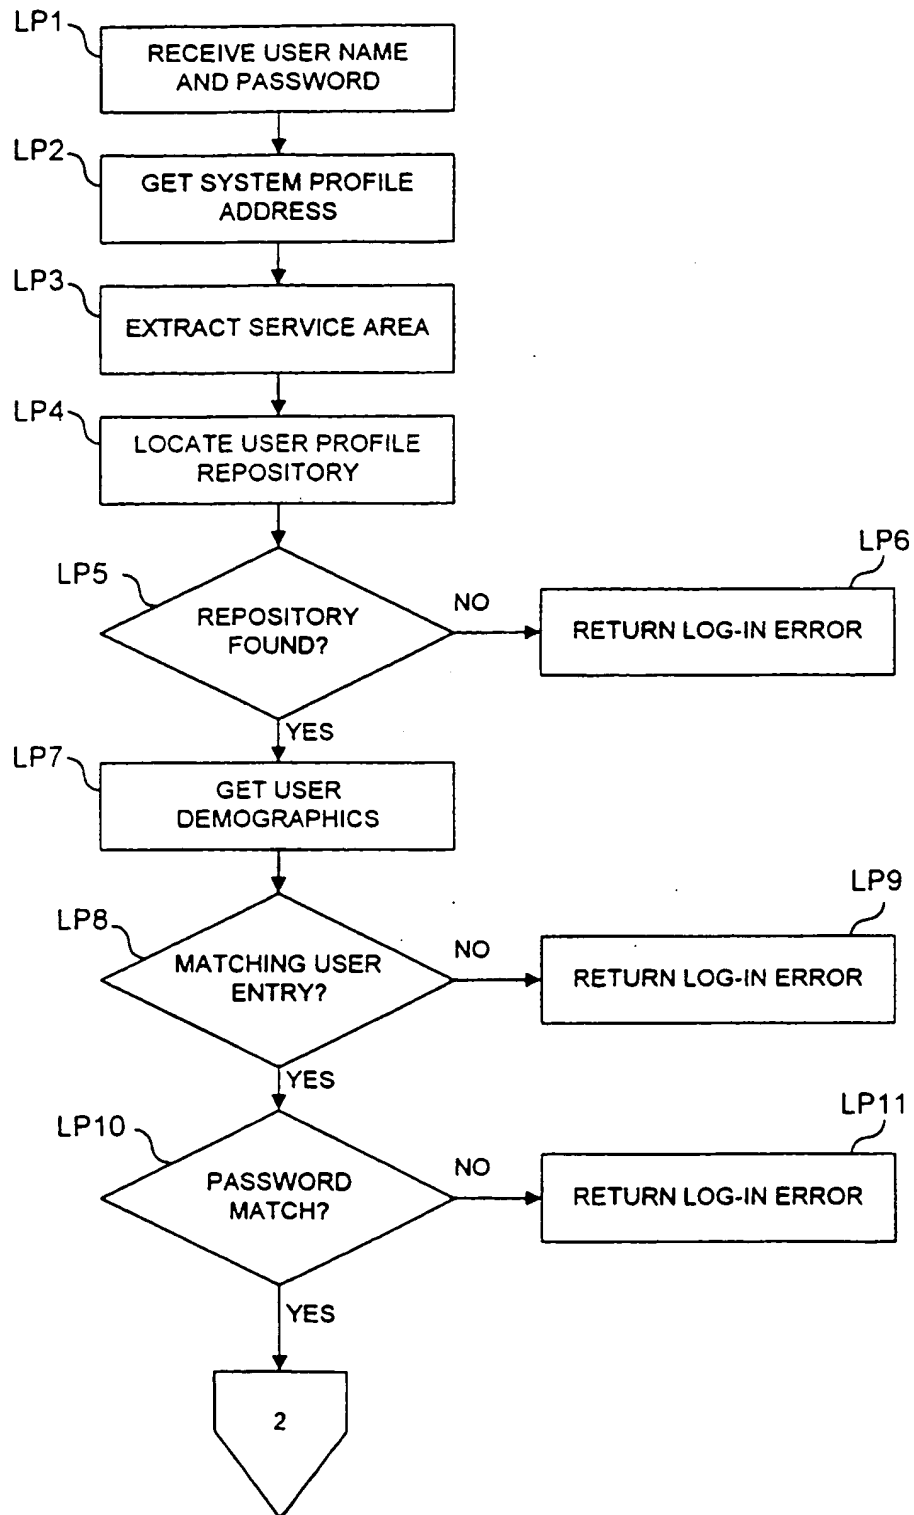 LP1
RECEIVE USER NAME
AND PASSWORD
LP2
GET SYSTEM PROFILE
ADDRESS
LP3
EXTRACT SERVICE AREA
LP4
LOCATE USER PROFILE
REPOSITORY
LP5
REPOSITORY
FOUND?
NO
LP6
RETURN LOG-IN ERROR
YES
LP7
GET USER
DEMOGRAPHICS
LP8
MATCHING USER
ENTRY?
NO
LP9
RETURN LOG-IN ERROR
YES
LP10
PASSWORD
MATCH?
NO
LP11
RETURN LOG-IN ERROR
YES
2